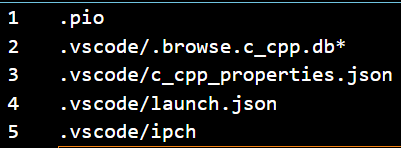 1 .pio
2 .vscode/.browse.c_cpp.db*
3 .vscode/c_cpp_properties.json
4 .vscode/launch.json
5 .vscode/ipch